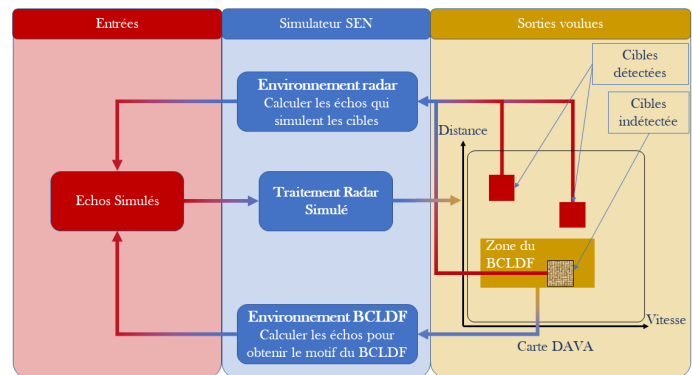 Entrées
Simulateur SEN
Sorties voulues
Environnement radar
Calculer les échos qui
simulent les cibles
Cibles
détectées
Cibles
indétectée
Distance
Echos Simulés
Traitement Radar
Simulé
Zone du
BCLDF
Environnement BCLDF
Calculer les échos pour
obtenir le motif du BCLDF
Vitesse
Carte DAVA